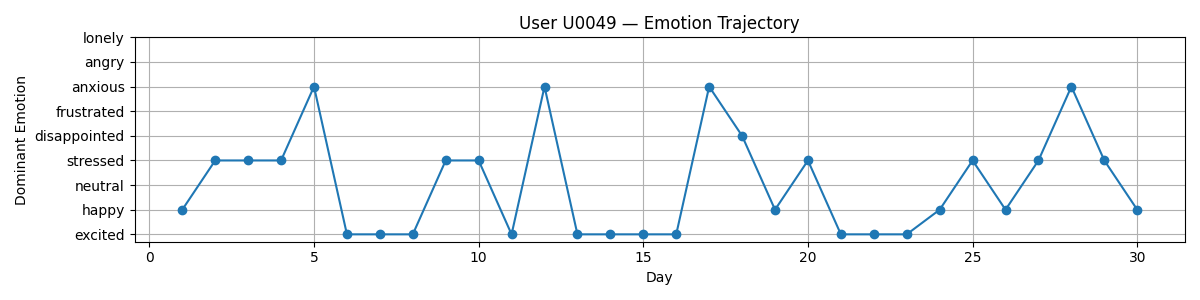 User U0049 — Emotion Trajectory
Dominant Emotion
lonely
angry
anxious
frustrated
disappointed
stressed
neutral
happy
excited
0 5 10 15 20 25 30
Day